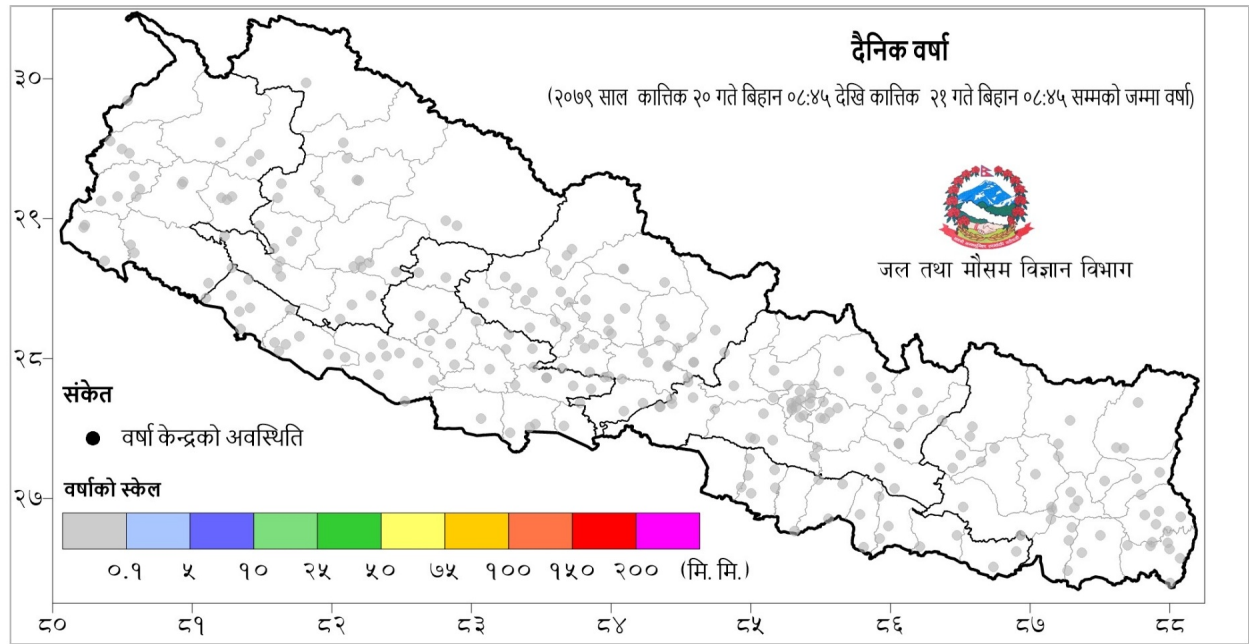 दैनिक वर्षा
(२०७९ साल कात्तिक २० गते बिहान ०८:४५ देखि कात्तिक २१ गते बिहान ०८:४५ सम्मको जम्मा वर्षा)
जल तथा मौसम विज्ञान विभाग
३०
२९
२८
२७
संकेत
वर्षा केन्द्रको अवस्थिति
वर्षाको स्केल
०.१ ५ १० २५ ५० ७५ १०० १५० २०० (मि. मि.)
८० ८१ ८२ ८३ ८४ ८५ ८६ ८७ ८८